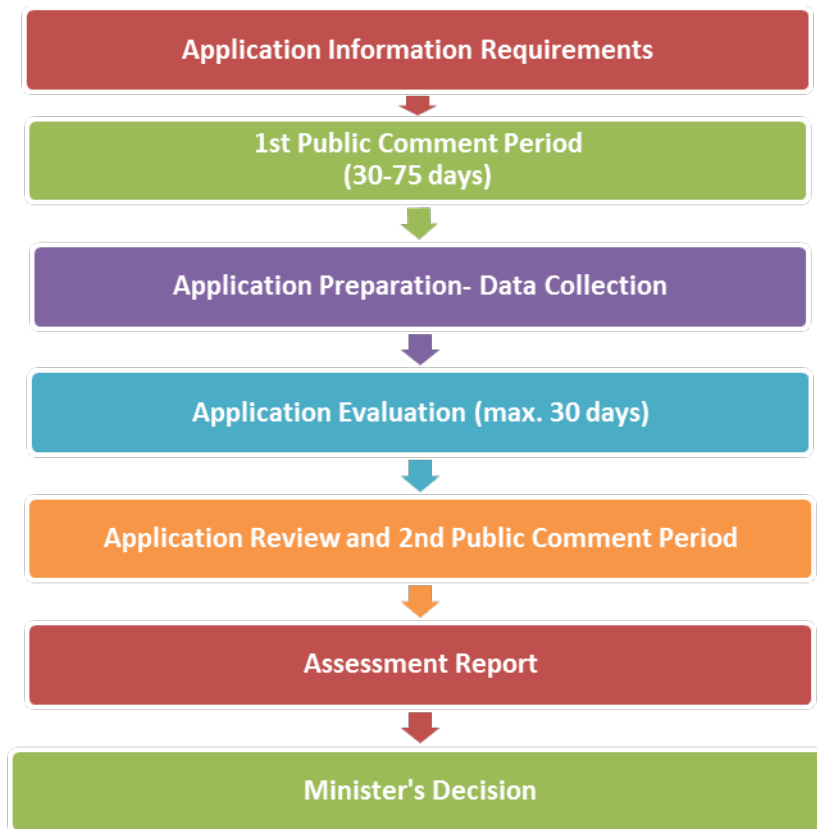 Application Information Requirements
1st Public Comment Period
(30-75 days)
Application Preparation- Data Collection
Application Evaluation (max. 30 days)
Application Review and 2nd Public Comment Period
Assessment Report
Minister's Decision